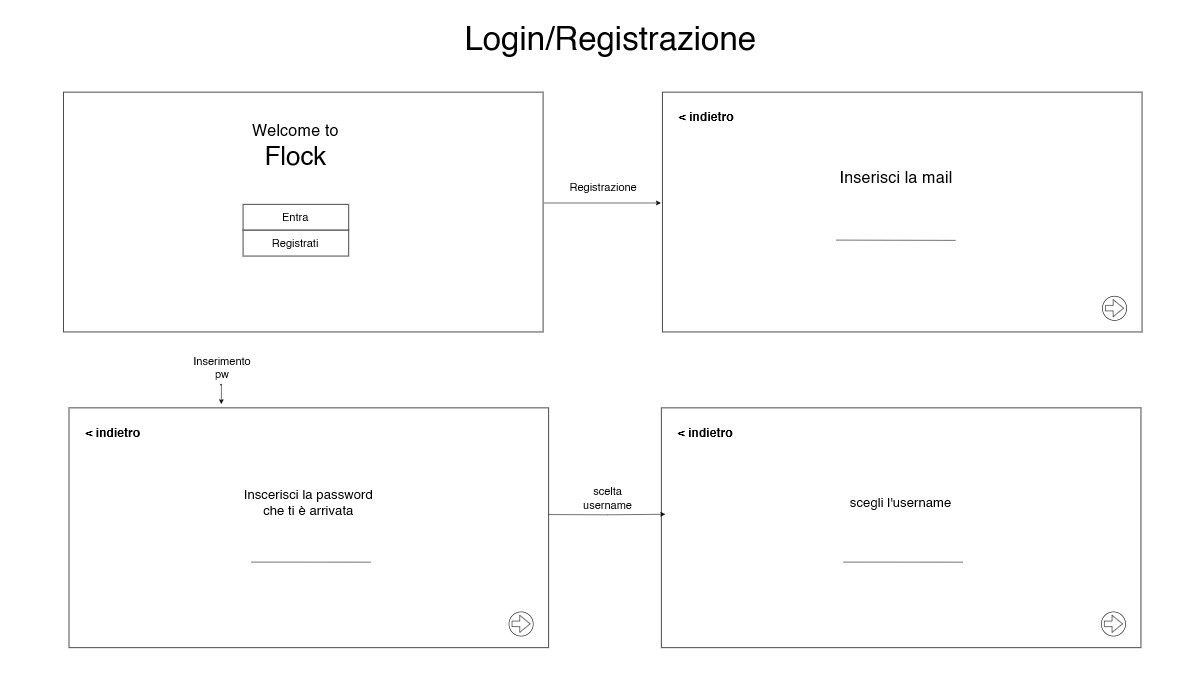 Login/Registrazione
Welcome to
Flock
Entra
Registrati
Registrazione
< indietro
Inserisci la mail
Inserimento
pw
< indietro
Inscerisci la password
che ti è arrivata
scelta
username
< indietro
scegli l'username